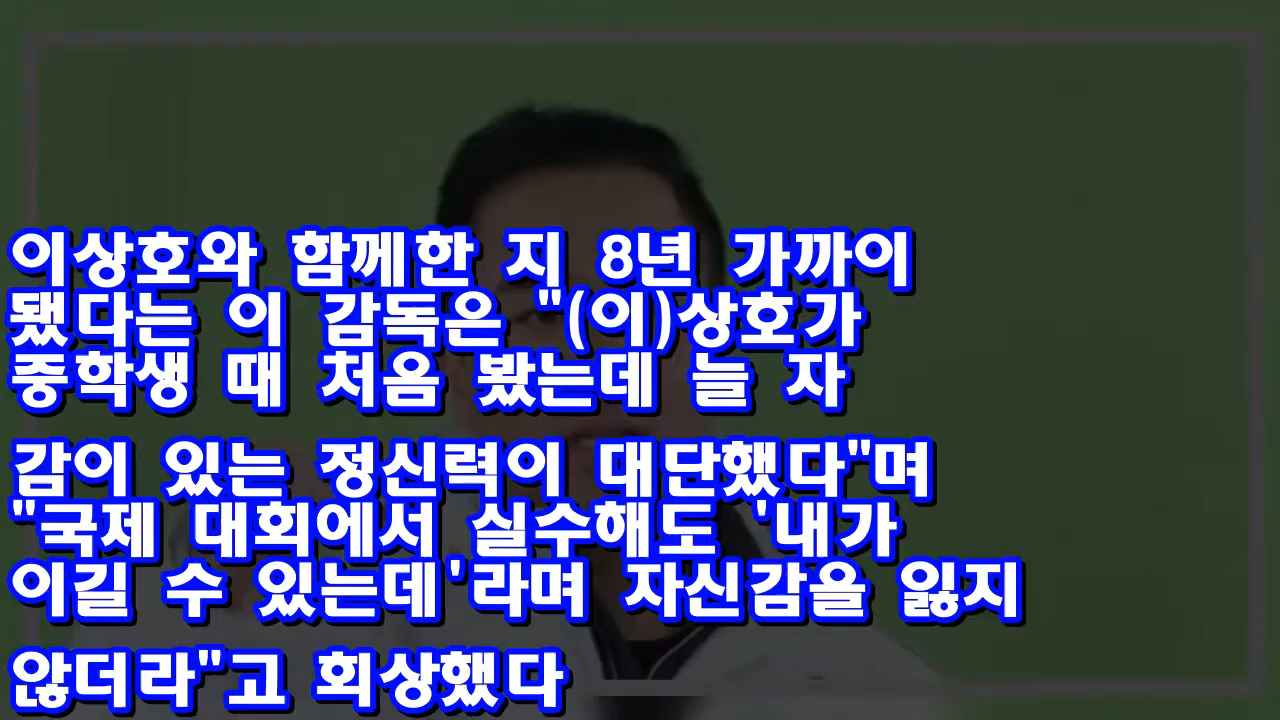 이상호와 함께한 지 8년 가까이
됐다는 이 감독은 "(이)상호가
중학생 때 처음 봤는데 늘 자
감이 있는 정신력이 대단했다"며
"국제 대회에서 실수해도 '내가
이길 수 있는데'라며 자신감을 잃지
않더라"고 회상했다